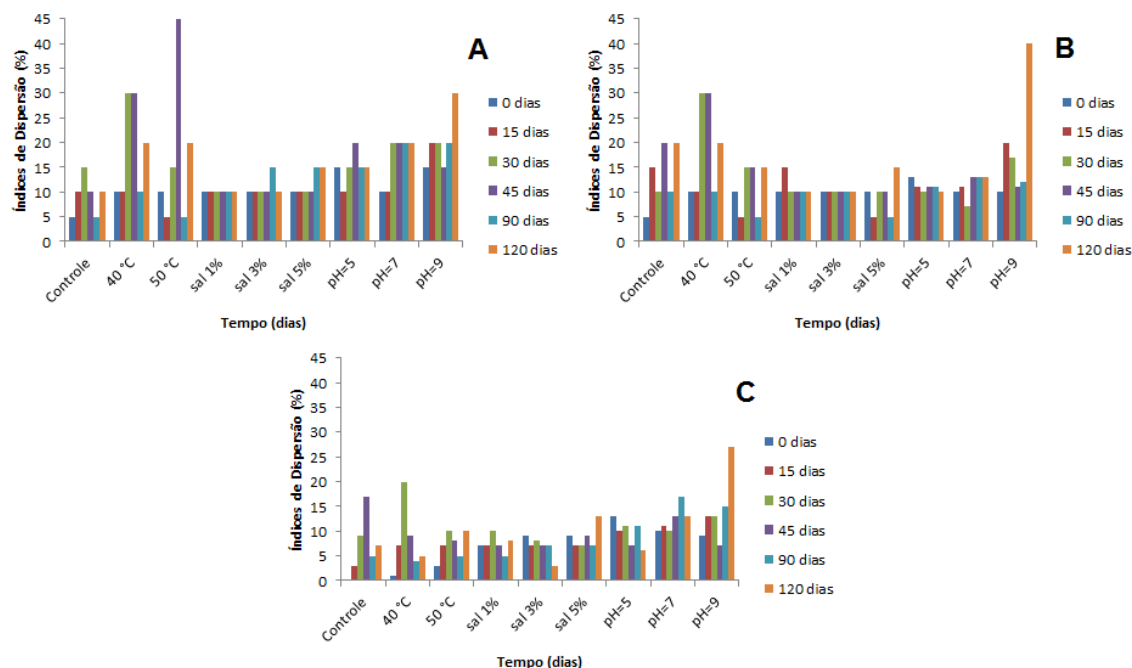 A
Índices de Dispersão (%)
45
40
35
30
25
20
15
10
5
0
Controle
40 °C
50 °C
sal 1%
sal 3%
sal 5%
pH=5
pH=7
pH=9
Tempo (dias)
0 dias
15 dias
30 dias
45 dias
90 dias
120 dias
B
Índices de Dispersão (%)
45
40
35
30
25
20
15
10
5
0
Controle
40 °C
50 °C
sal 1%
sal 3%
sal 5%
pH=5
pH=7
pH=9
Tempo (dias)
0 dias
15 dias
30 dias
45 dias
90 dias
120 dias
C
Índices de Dispersão (%)
45
40
35
30
25
20
15
10
5
0
Controle
40 °C
50 °C
sal 1%
sal 3%
sal 5%
pH=5
pH=7
pH=9
Tempo (dias)
0 dias
15 dias
30 dias
45 dias
90 dias
120 dias